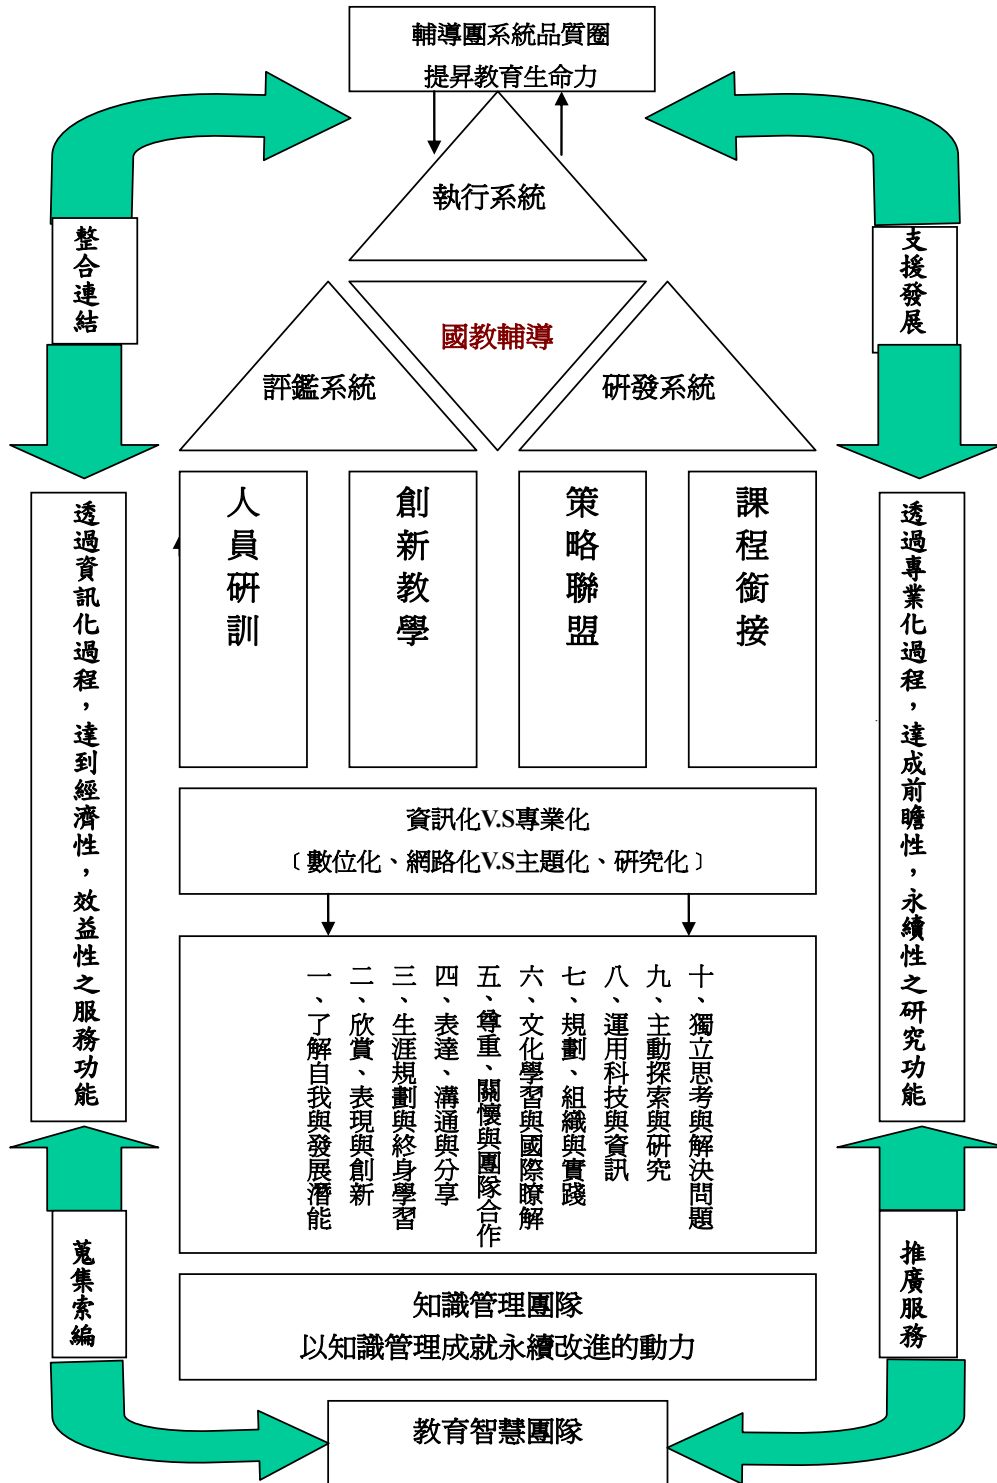 輔導團系統品質圈
提昇教育生命力
執行系統
整合連結
支援發展
國教輔導
評鑑系統
研發系統
人員研訓
創新教學
策略聯盟
課程銜接
透過資訊化過程，達到經濟性，效益性之服務功能
透過專業化過程，達成前瞻性，永續性之研究功能
資訊化V.S專業化
﹝數位化、網路化V.S主題化、研究化﹞
一、了解自我與發展潛能
二、欣賞、表現與創新
三、生涯規劃與終身學習
四、表達、溝通與分享
五、尊重、關懷與團隊合作
六、文化學習與國際瞭解
七、規劃、組織與實踐
八、運用科技與資訊
九、主動探索與研究
十、獨立思考與解決問題
蒐集索編
推廣服務
知識管理團隊
以知識管理成就永續改進的動力
教育智慧團隊